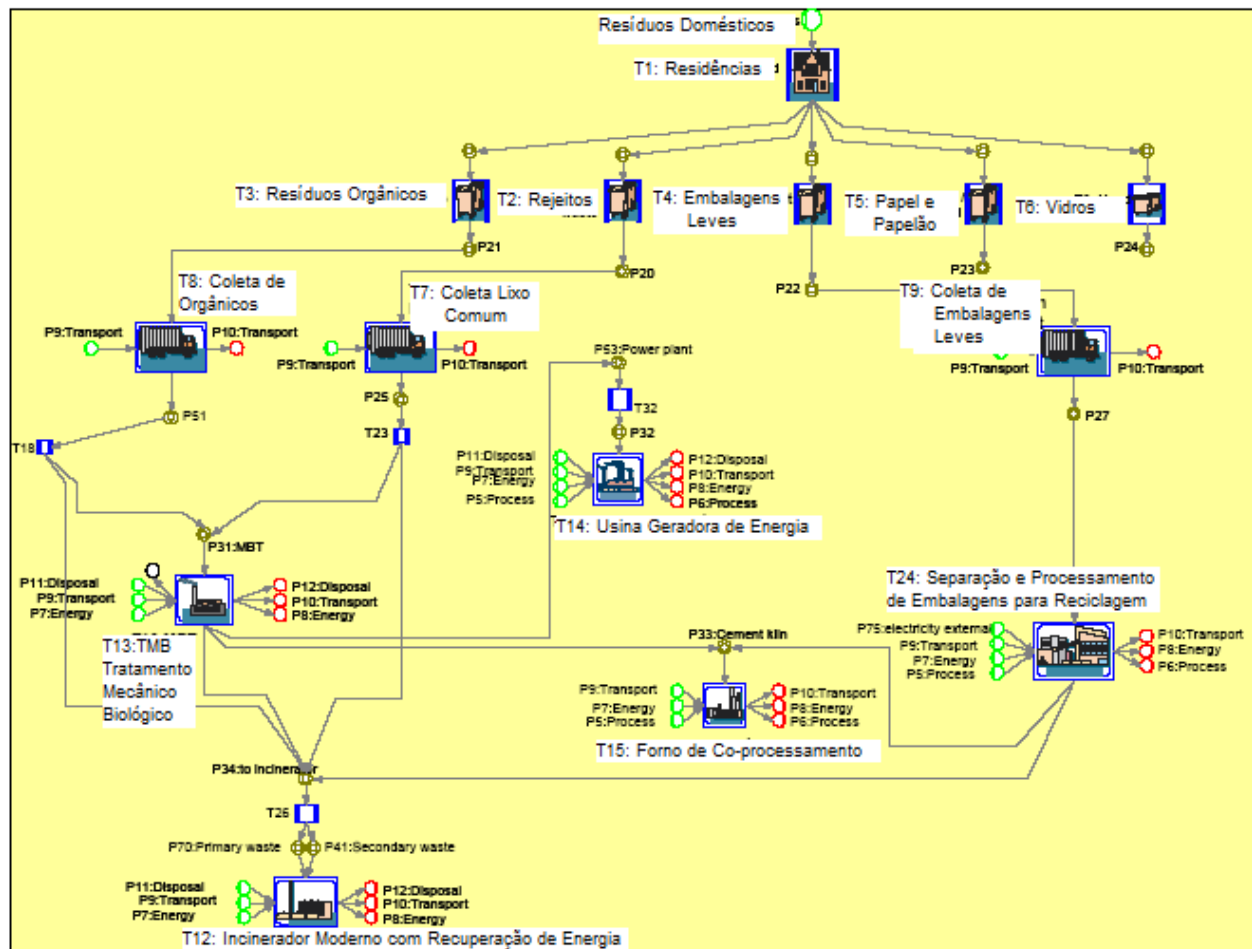 Resíduos Domésticos
T1: Residências
T3: Resíduos Orgânicos
T2: Rejeitos
T4: Embalagens
Leves
T5: Papel e
Papelão
T6: Vidros
P21
P20
P22
P23
P24
T8: Coleta de
Orgânicos
T7: Coleta Lixo
Comum
T9: Coleta de
Embalagens
Leves
P9:Transport
P10:Transport
P9:Transport
P10:Transport
P9:Transport
P10:Transport
P53:Power plant
P51
P25
T32
P27
T18
T23
P32
P11:Disposal
P9:Transport
P7:Energy
P5:Process
P12:Disposal
P10:Transport
P8:Energy
P6:Process
T14: Usina Geradora de Energia
P31:MBT
P11:Disposal
P9:Transport
P7:Energy
P12:Disposal
P10:Transport
P8:Energy
T13:TMB
Tratamento
Mecânico
Biológico
T24: Separação e Processamento
de Embalagens para Reciclagem
P75:electricity external
P9:Transport
P7:Energy
P5:Process
P10:Transport
P8:Energy
P6:Process
P33:Cement kiln
P9:Transport
P7:Energy
P5:Process
P10:Transport
P8:Energy
P6:Process
T15: Forno de Co-processamento
P34:to incinerator
T26
P70:Primary waste
P41:Secondary waste
P11:Disposal
P9:Transport
P7:Energy
P12:Disposal
P10:Transport
P8:Energy
T12: Incinerador Moderno com Recuperação de Energia